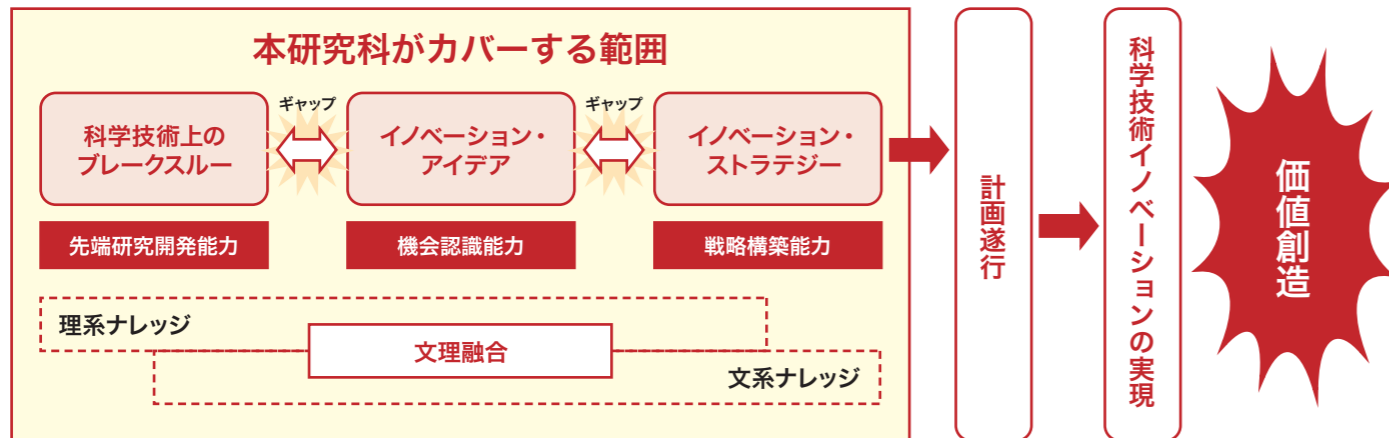 本研究科がカバーする範囲
科学技術上の
ブレークスルー
ギャップ
イノベーション・
アイデア
ギャップ
イノベーション・
ストラテジー
先端研究開発能力
機会認識能力
戦略構築能力
理系ナレッジ
文理融合
文系ナレッジ
計画遂行
科学技術イノベーションの実現
価値創造